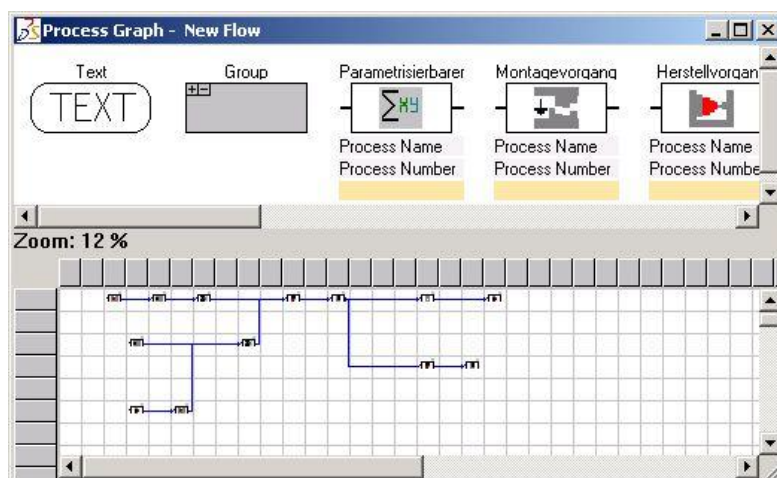 Process Graph - New Flow
Text
Group
Parametrisierbarer
Montagevorgang
Herstellvorgan
TEXT
Σ XY
Process Name
Process Name
Process Name
Process Number
Process Number
Process Numbe
Zoom: 12 %